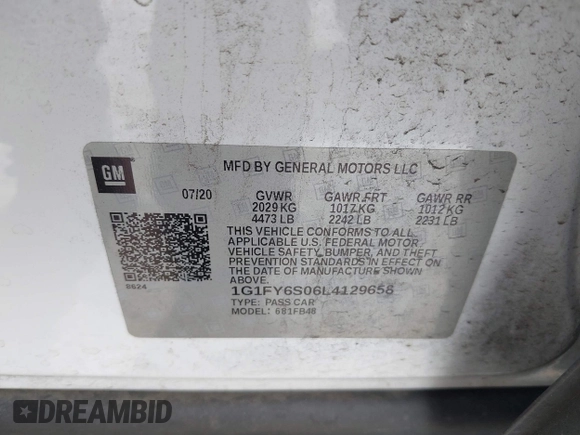 GM
MFD BY GENERAL MOTORS LLC
07/20 GVWR GAWR FRT GAWR RR
2029 KG 1017 KG 1012 KG
4473 LB 2242 LB 2231 LB
THIS VEHICLE CONFORMS TO ALL
APPLICABLE U.S. FEDERAL MOTOR
VEHICLE SAFETY, BUMPER, AND THEFT
PREVENTION STANDARDS IN EFFECT ON
THE DATE OF MANUFACTURE SHOWN
ABOVE.
8624
1G1FY6S06L4129656
TYPE: PASS CAR
MODEL: 681FB48
DREAMBID